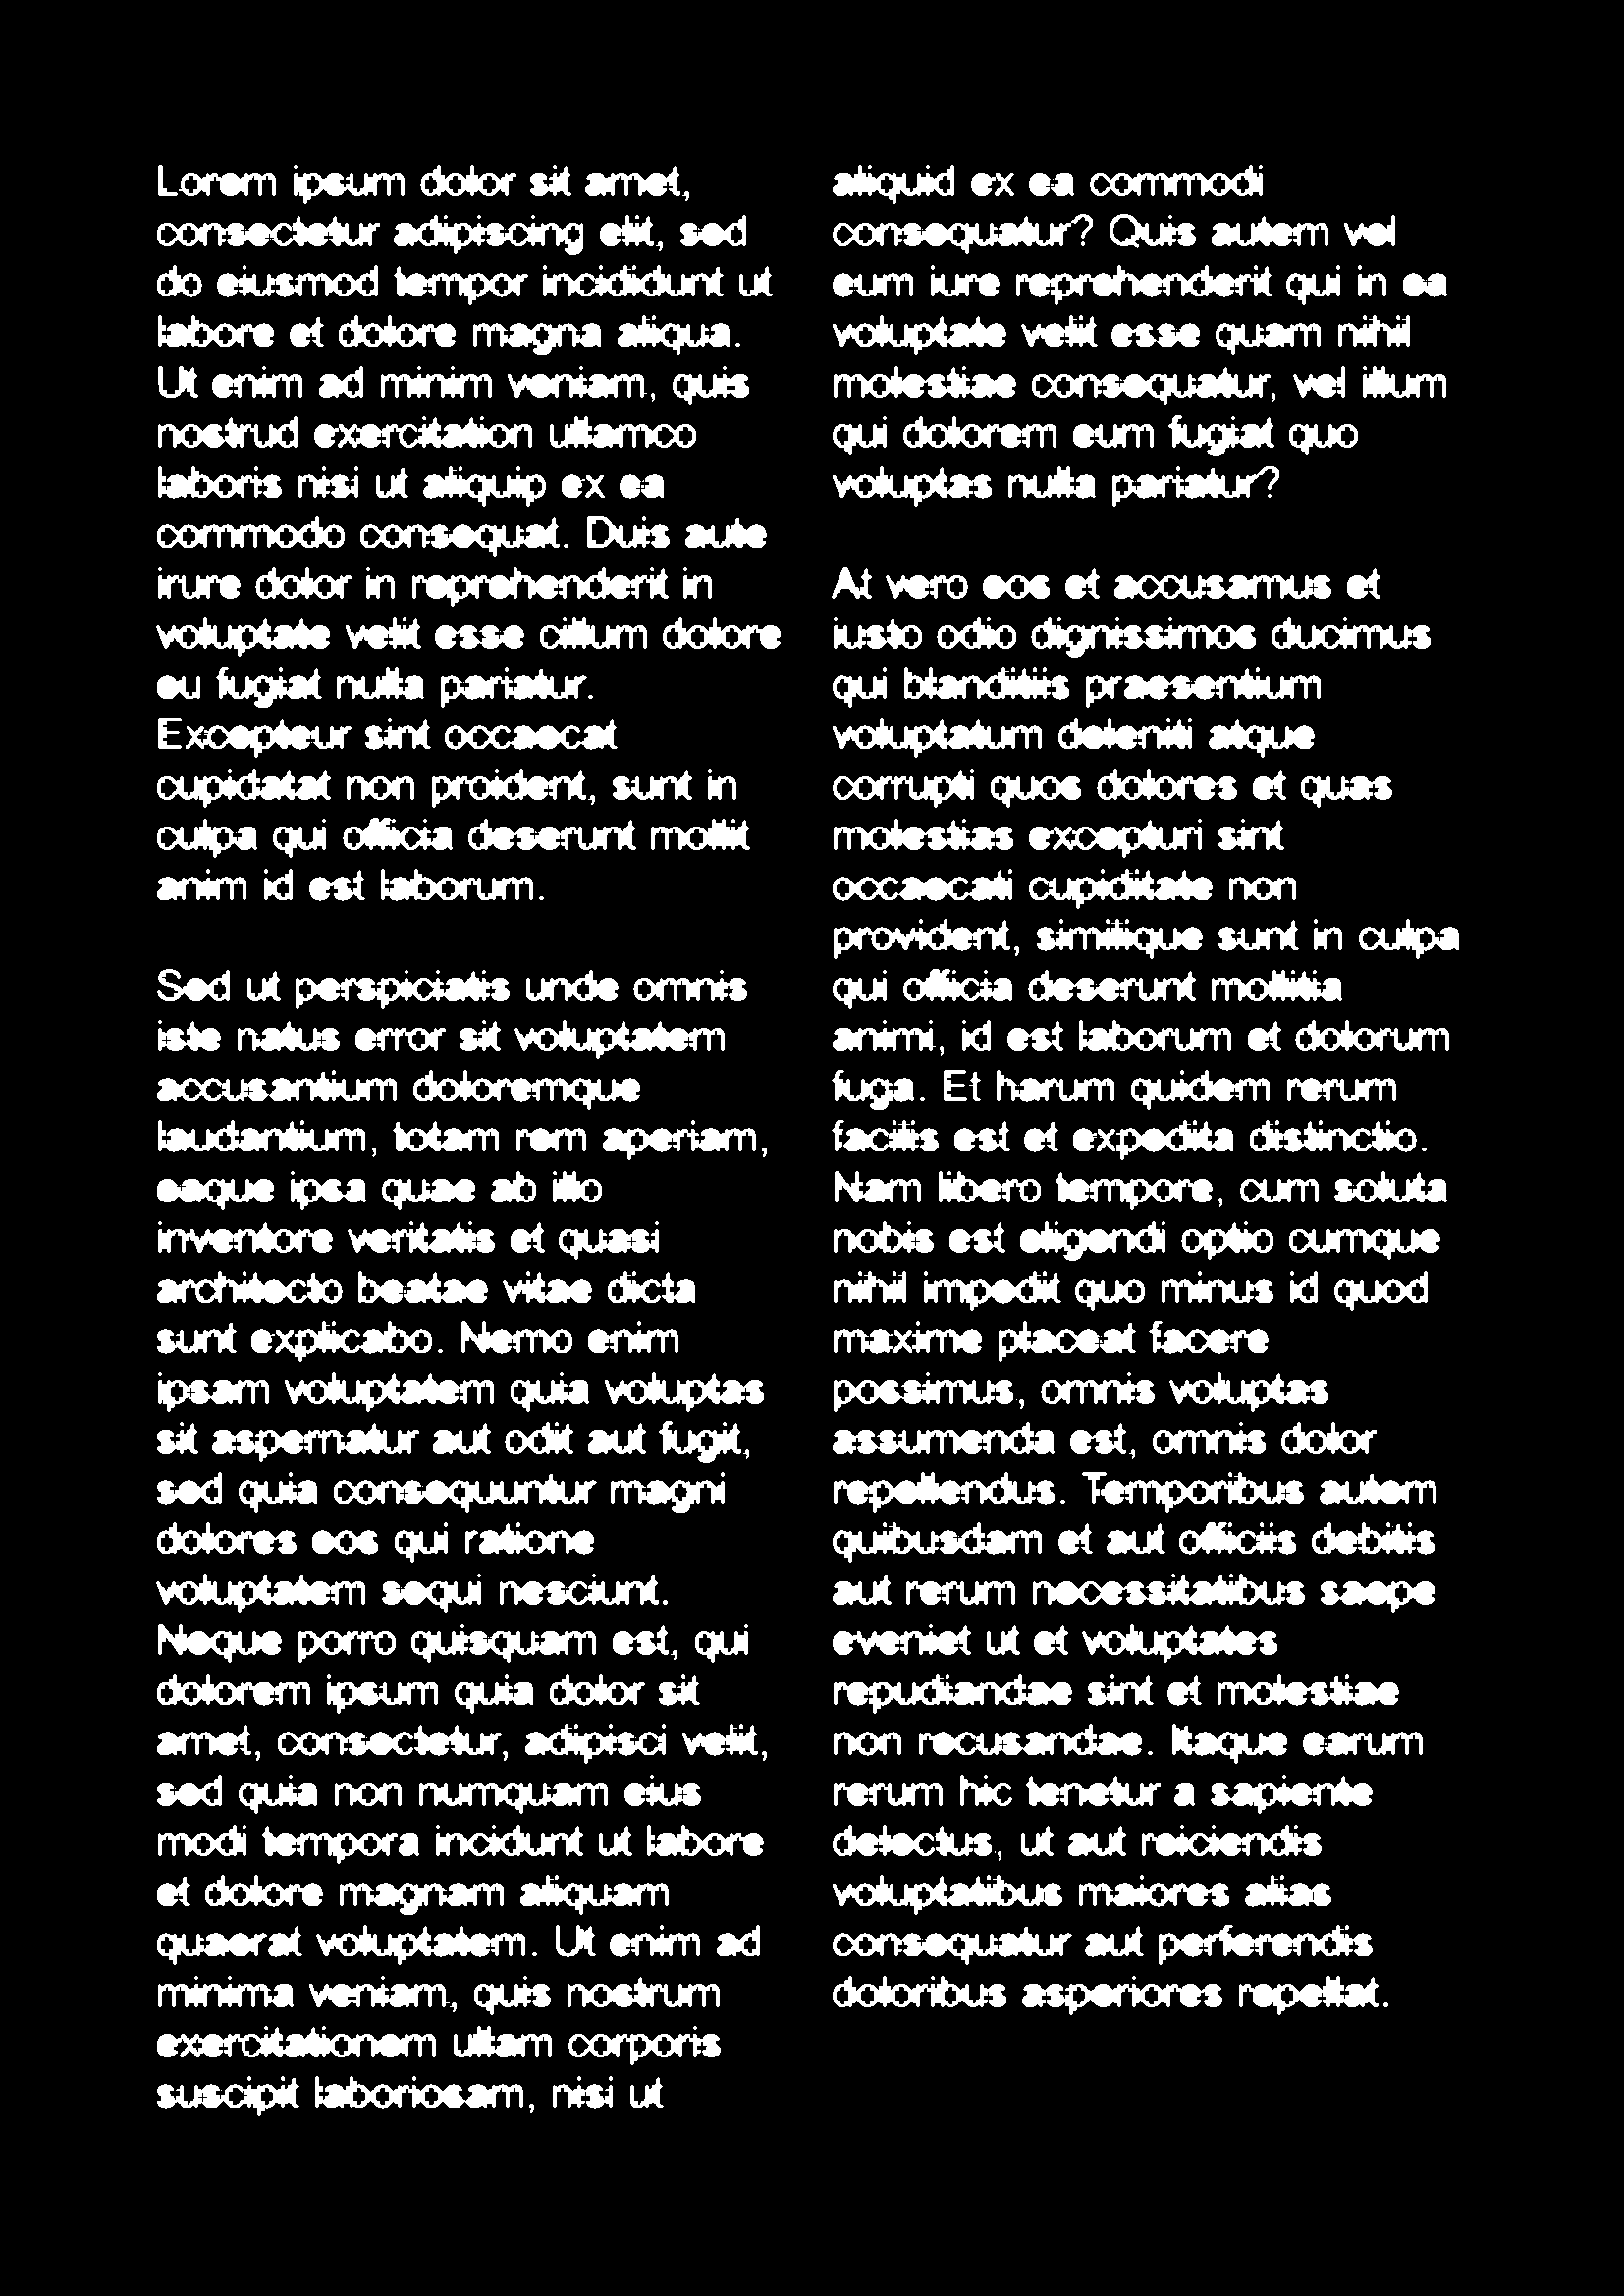 Lorem ipsum dolor sit amet,
consectetur adipiscing elit, sed
do eiusmod tempor incididunt ut
labore et dolore magna aliqua.
Ut enim ad minim veniam, quis
nostrud exercitation ullamco
laboris nisi ut aliquip ex ea
commodo consequat. Duis aute
irure dolor in reprehenderit in
voluptate velit esse cillum dolore
eu fugiat nulla pariatur.
Excepteur sint occaecat
cupidatat non proident, sunt in
culpa qui officia deserunt mollit
anim id est laborum.
Sed ut perspiciatis unde omnis
iste natus error sit voluptatem
accusantium doloremque
laudantium, totam rem aperiam,
eaque ipsa quae ab illo
inventore veritatis et quasi
architecto beatae vitae dicta
sunt explicabo. Nemo enim
ipsam voluptatem quia voluptas
sit aspernatur aut odit aut fugit,
sed quia consequuntur magni
dolores eos qui ratione
voluptatem sequi nesciunt.
Neque porro quisquam est, qui
dolorem ipsum quia dolor sit
amet, consectetur, adipisci velit,
sed quia non numquam eius
modi tempora incidunt ut labore
et dolore magnam aliquam
quaerat voluptatem. Ut enim ad
minima veniam, quis nostrum
exercitationem ullam corporis
suscipit laboriosam, nisi ut
aliquid ex ea commodi
consequatur? Quis autem vel
eum iure reprehenderit qui in ea
voluptate velit esse quam nihil
molestiae consequatur, vel illum
qui dolorem eum fugiat quo
voluptas nulla pariatur?
At vero eos et accusamus et
iusto odio dignissimos ducimus
qui blanditiis praesentium
voluptatum deleniti atque
corrupti quos dolores et quas
molestias excepturi sint
occaecati cupiditate non
provident, similique sunt in culpa
qui officia deserunt mollitia
animi, id est laborum et dolorum
fuga. Et harum quidem rerum
facilis est et expedita distinctio.
Nam libero tempore, cum soluta
nobis est eligendi optio cumque
nihil impedit quo minus id quod
maxime placeat facere
possimus, omnis voluptas
assumenda est, omnis dolor
repellendus. Temporibus autem
quibusdam et aut officiis debitis
aut rerum necessitatibus saepe
eveniet ut et voluptates
repudiandae sint et molestiae
non recusandae. Itaque earum
rerum hic tenetur a sapiente
delectus, ut aut reiciendis
voluptatibus maiores alias
consequatur aut perferendis
doloribus asperiores repellat.